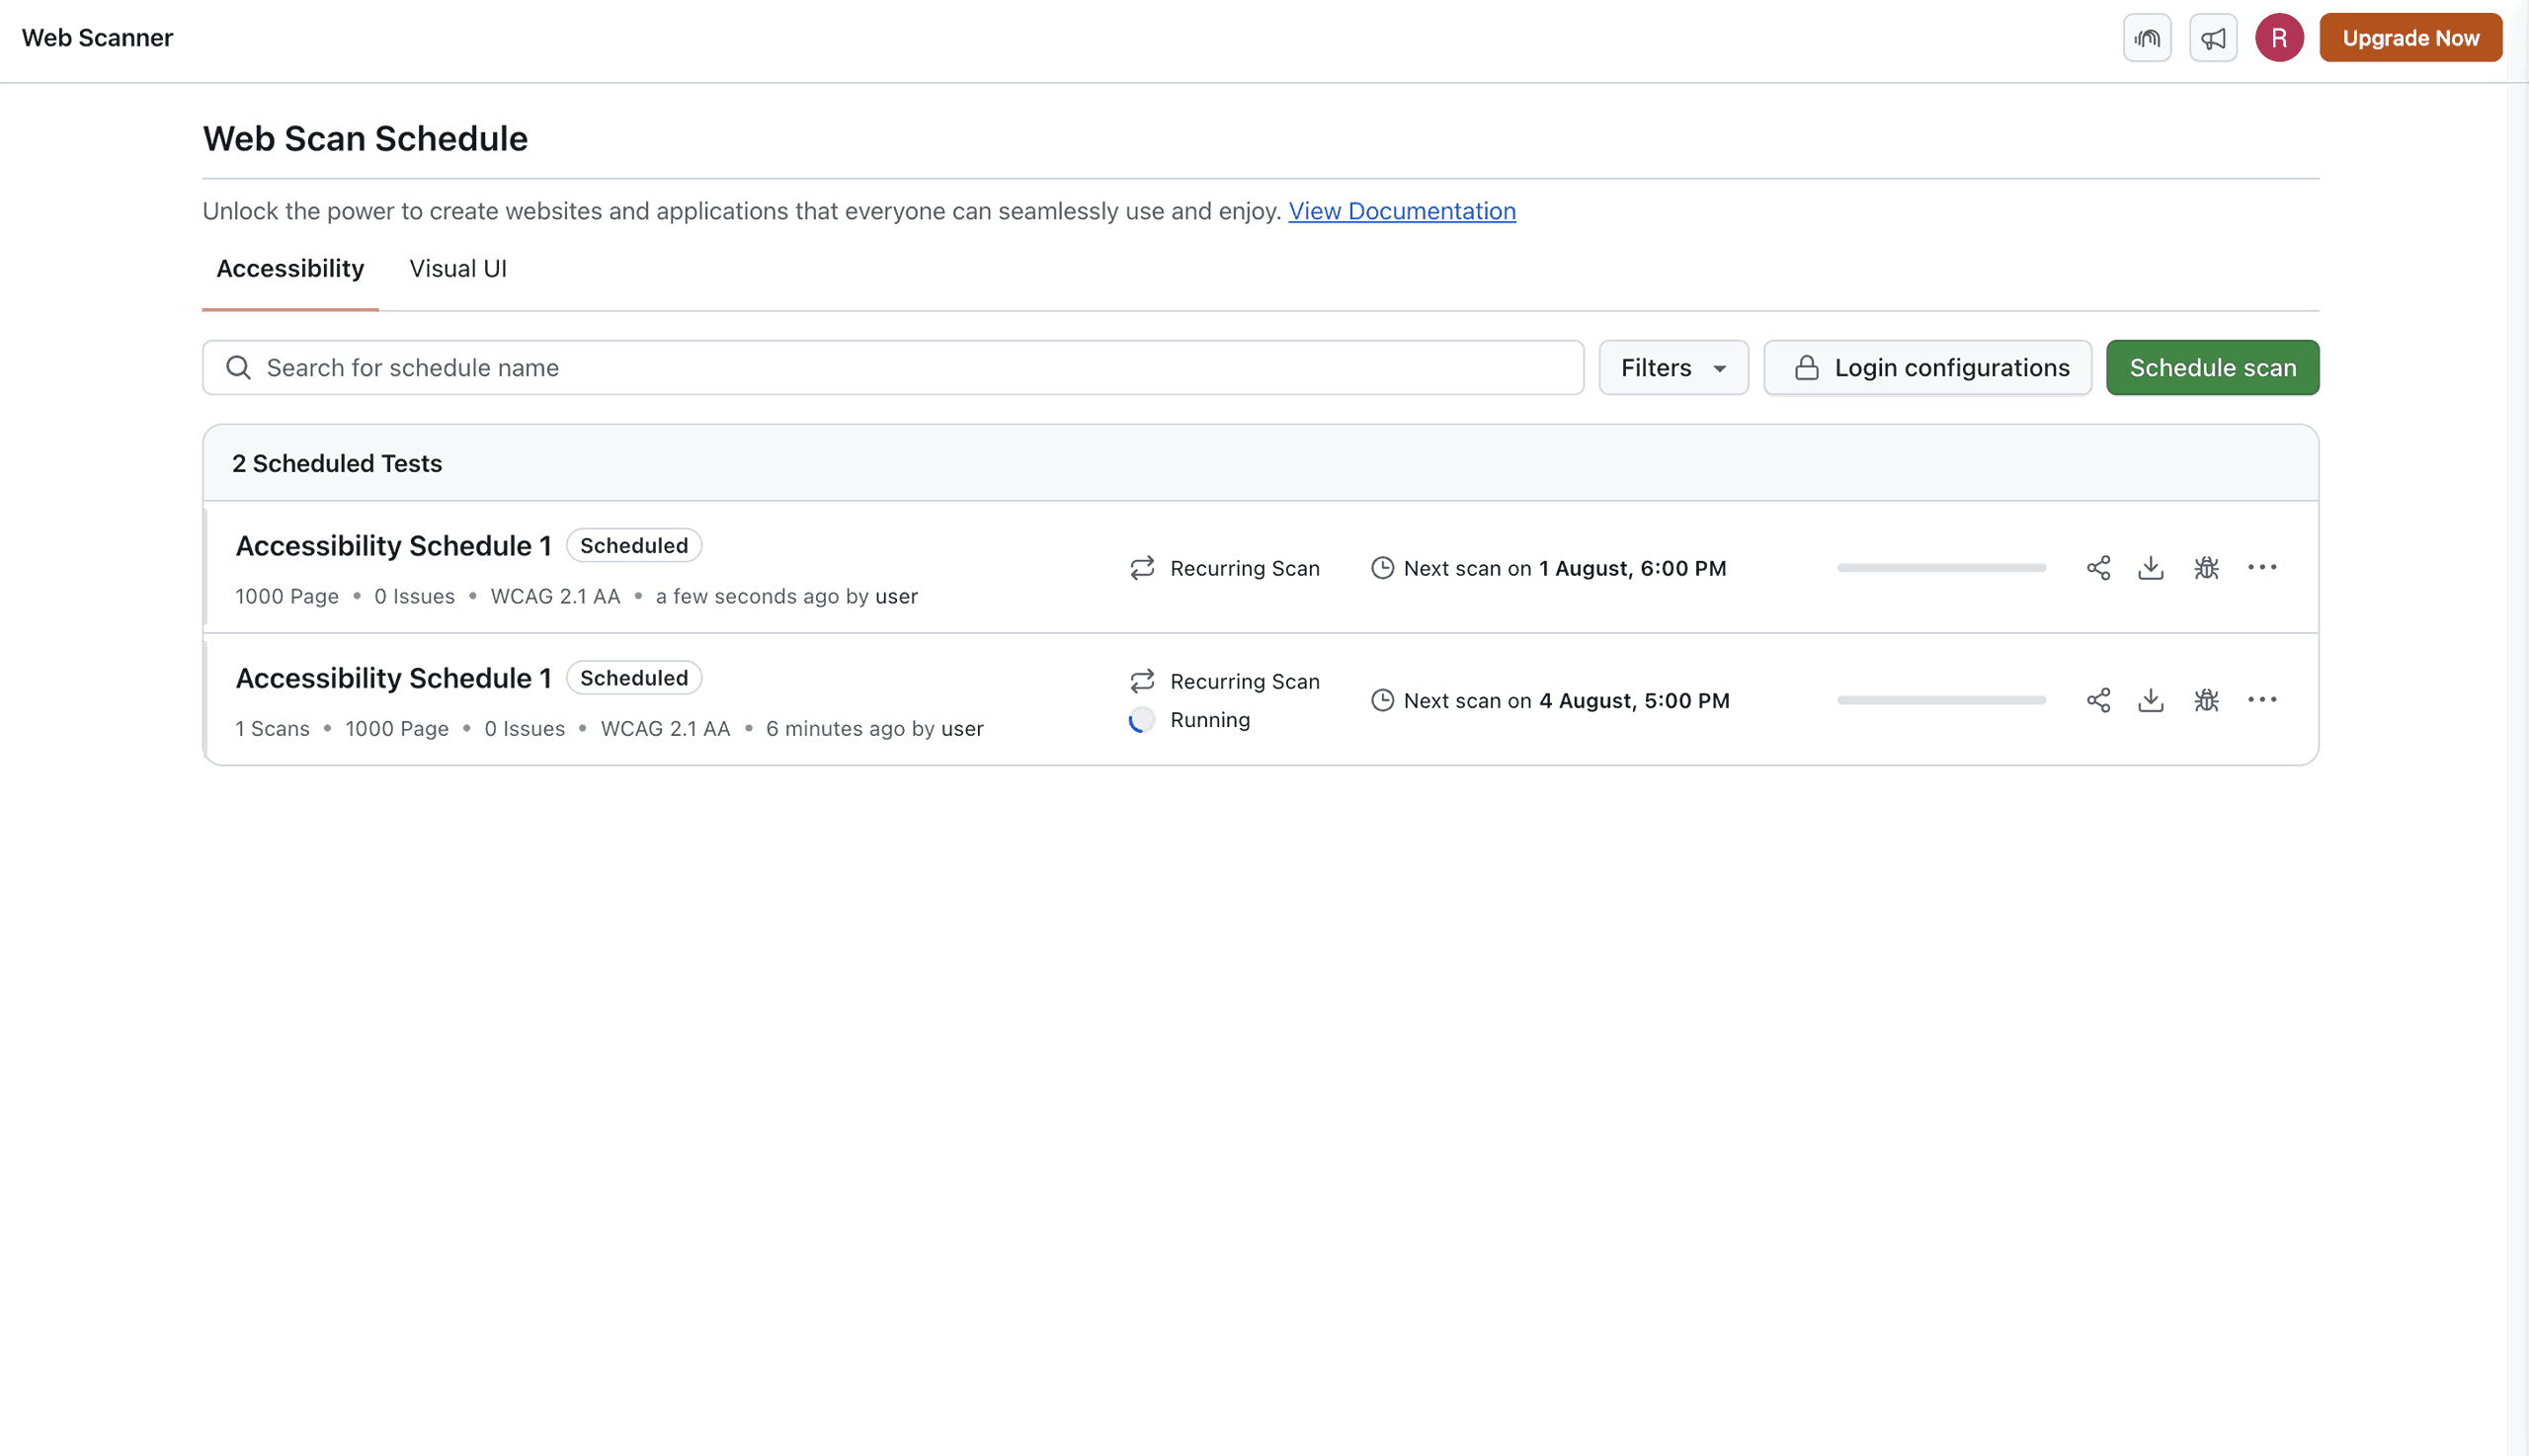 Web Scanner
R
Upgrade Now
Web Scan Schedule
Unlock the power to create websites and applications that everyone can seamlessly use and enjoy. View Documentation
Accessibility
Visual UI
Search for schedule name
Filters
Login configurations
Schedule scan
2 Scheduled Tests
Accessibility Schedule 1
Scheduled
1000 Page • 0 Issues • WCAG 2.1 AA • a few seconds ago by user
Recurring Scan
Next scan on 1 August, 6:00 PM
Accessibility Schedule 1
Scheduled
1 Scans • 1000 Page • 0 Issues • WCAG 2.1 AA • 6 minutes ago by user
Recurring Scan
Running
Next scan on 4 August, 5:00 PM